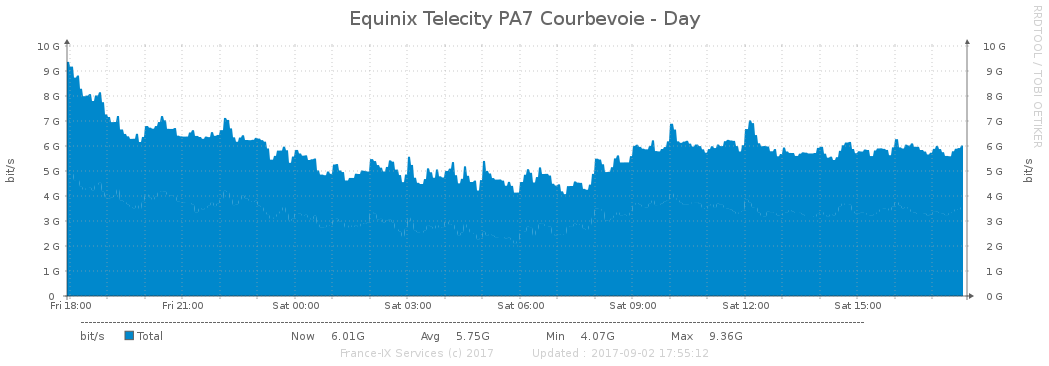 Equinix Telecity PA7 Courbevoie - Day
RRDTOOL / TOBI OETIKER
bit/s
10 G
9 G
8 G
7 G
6 G
5 G
4 G
3 G
2 G
1 G
0
10 G
9 G
8 G
7 G
6 G
5 G
4 G
3 G
2 G
1 G
0 G
bit/s
Fri 18:00 Fri 21:00 Sat 00:00 Sat 03:00 Sat 06:00 Sat 09:00 Sat 12:00 Sat 15:00
bit/s Total Now 6.01G Avg 5.75G Min 4.07G Max 9.36G
France-IX Services (c) 2017 Updated : 2017-09-02 17:55:12